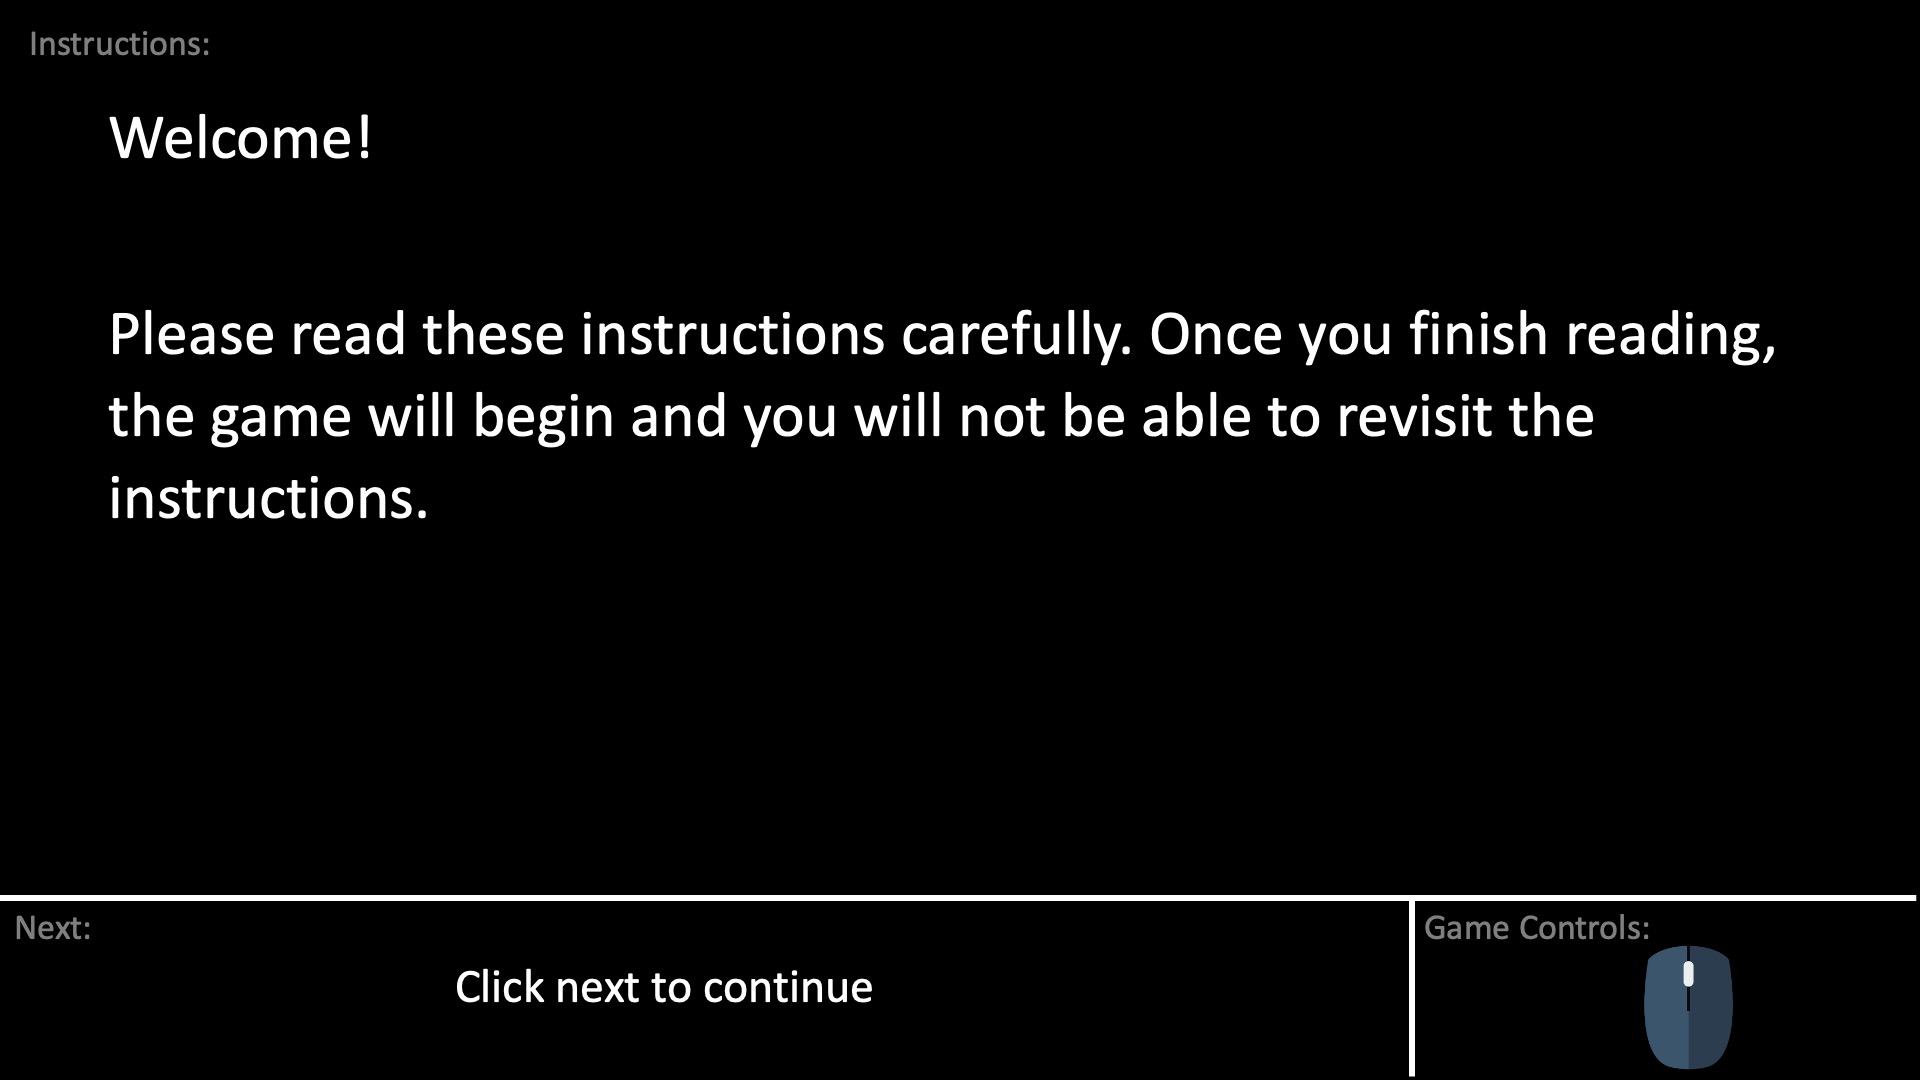 Instructions:
Welcome!
Please read these instructions carefully. Once you finish reading,
the game will begin and you will not be able to revisit the
instructions.
Next:
Click next to continue
Game Controls: